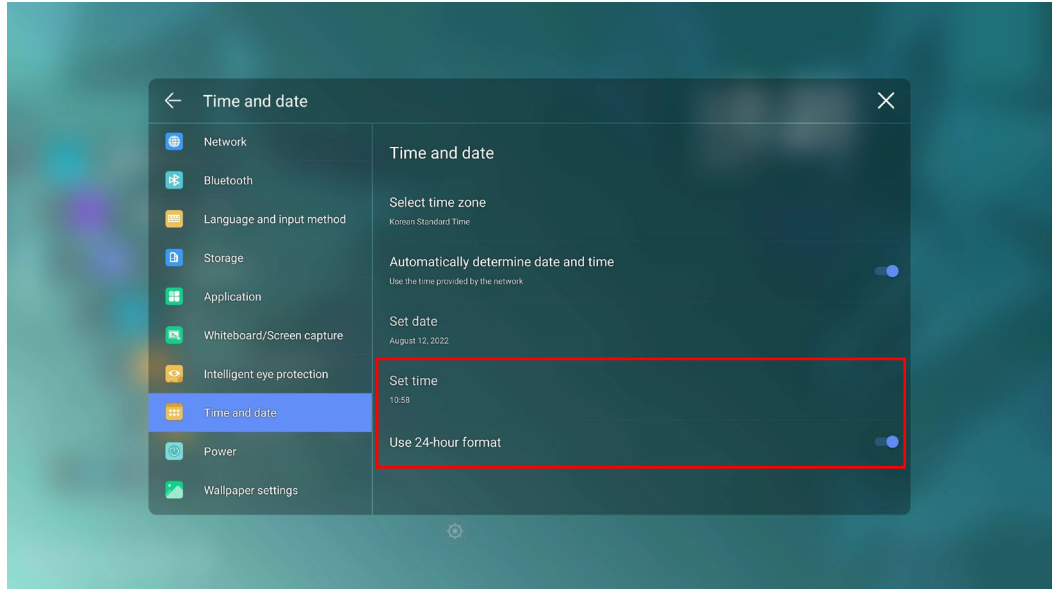 Time and date
Network
Bluetooth
Language and input method
Storage
Application
Whiteboard/Screen capture
Intelligent eye protection
Time and date
Power
Wallpaper settings
Time and date
Select time zone
Korean Standard Time
Automatically determine date and time
Use the time provided by the network
Set date
August 12, 2022
Set time
10:58
Use 24-hour format